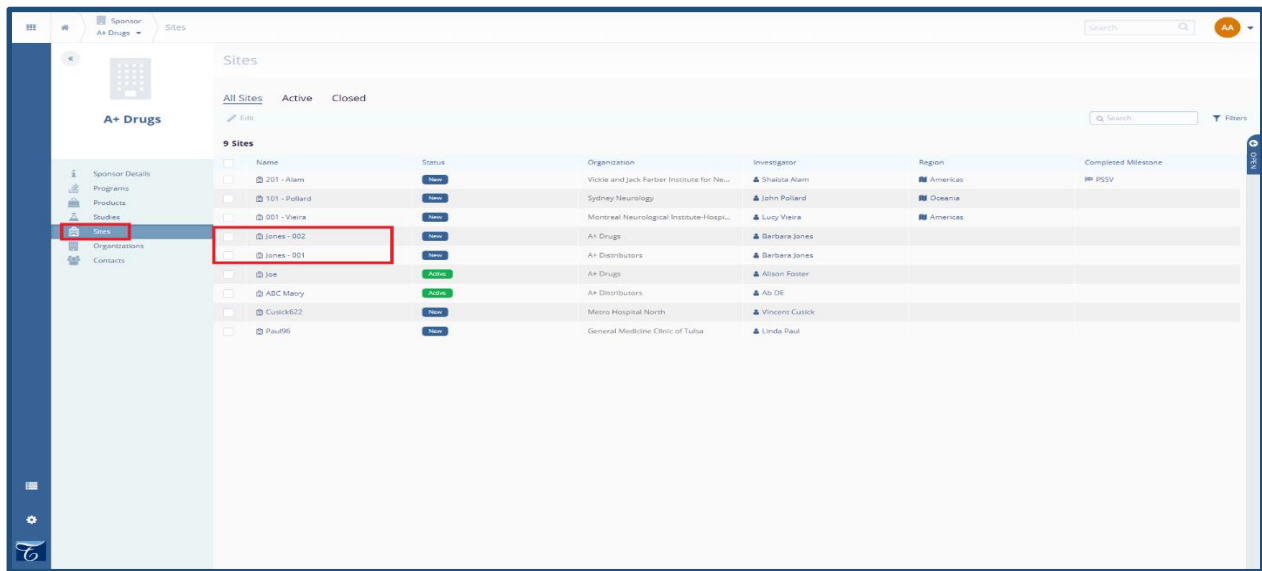 Sponsor
A+ Drugs
Sites
Search
AA
A+ Drugs
Sponsor Details
Programs
Products
Studies
Sites
Organizations
Contacts
Sites
All Sites Active Closed
Edit
Search
Filters
OPEN
9 Sites
Name Status Organization Investigator Region Completed Milestone
201 - Alam New Vickie and Jack Farber Institute for Ne... Shaista Alam Americas PSSV
101 - Pollard New Sydney Neurology John Pollard Oceania
001 - Vieira New Montreal Neurological Institute-Hospi... Lucy Vieira Americas
Jones - 002 New A+ Drugs Barbara Jones
Jones - 001 New A+ Distributors Barbara Jones
Joe Active A+ Drugs Alison Foster
ABC Matry Active A+ Distributors Ab DE
Cusick622 New Metro Hospital North Vincent Cusick
Paul96 New General Medicine Clinic of Tulsa Linda Paul